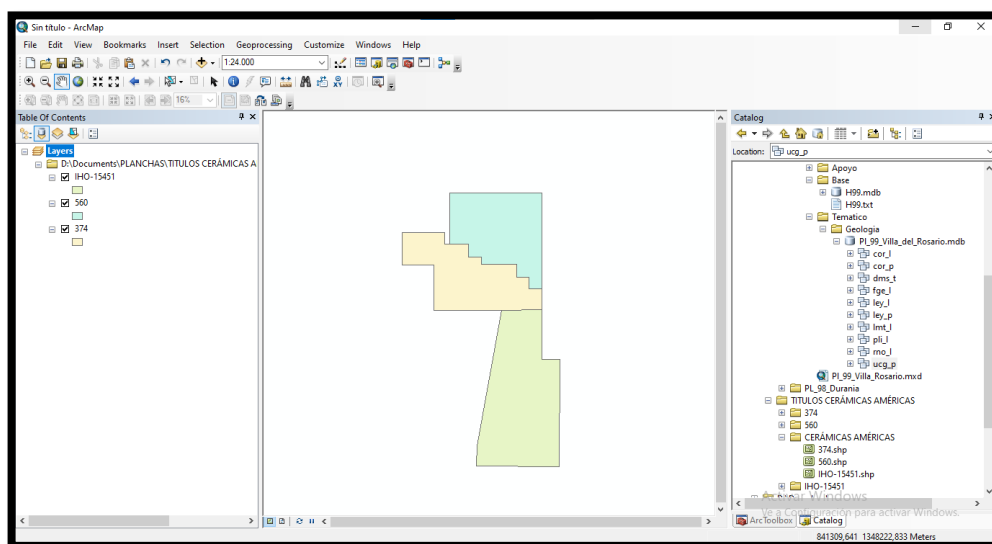 Sin título - ArcMap
File Edit View Bookmarks Insert Selection Geoprocessing Customize Windows Help
1:24.000
16%
Table Of Contents
Layers
D:\Documents\PLANCHAS\TITULOS CERÁMICAS A
IHO-15451
560
374
Catalog
Location: ucg_p
Apoyo
Base
H99.mdb
H99.txt
Tematico
Geologia
PI_99_Villa_del_Rosario.mdb
cor_l
cor_p
dms_t
fge_l
ley_l
ley_p
lmt_l
pli_l
rno_l
ucg_p
PI_99_Villa_Rosario.mxd
PL_98_Durania
TITULOS CERÁMICAS AMÉRICAS
374
560
CERÁMICAS AMÉRICAS
374.shp
560.shp
IHO-15451.shp
IHO-15451
Activar Windows
Ve a Configuración para activar Windows.
ArcToolbox Catalog
841309,641 1348222,833 Meters